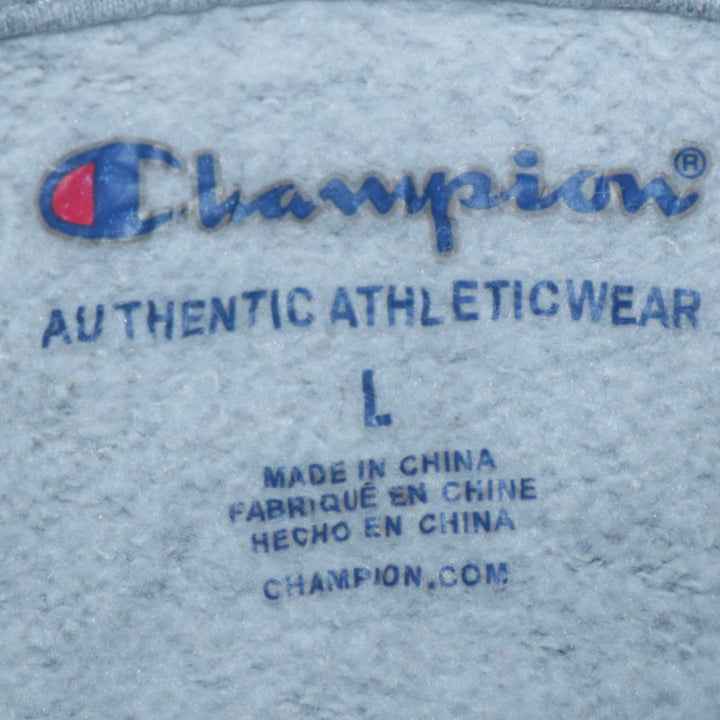 Champion®
AUTHENTIC ATHLETICWEAR
L
MADE IN CHINA
FABRIQUÉ EN CHINE
HECHO EN CHINA
CHAMPION.COM